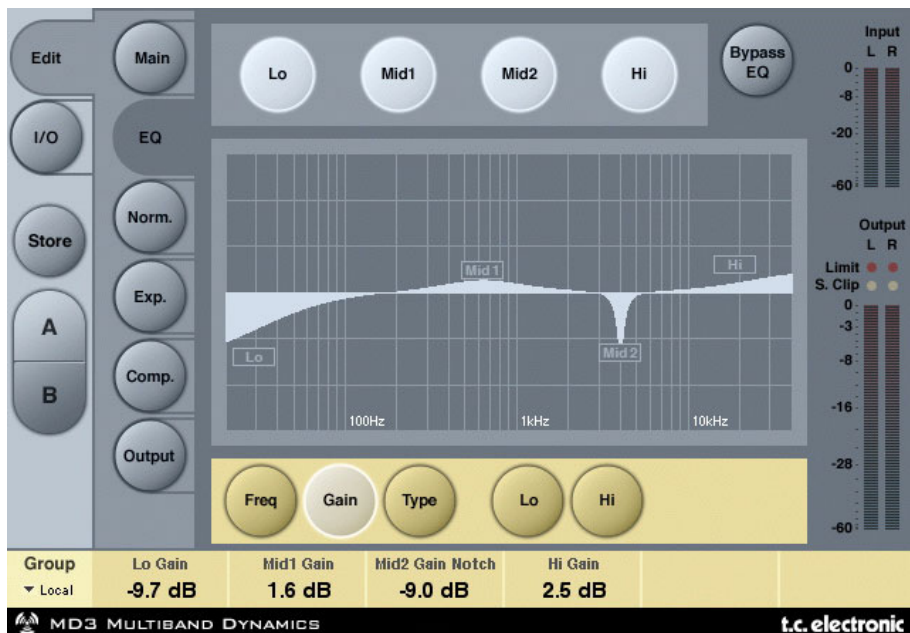 Edit
I/O
Store
A
B
Main
EQ
Norm.
Exp.
Comp.
Output
Lo
Mid1
Mid2
Hi
Bypass
EQ
Mid 1
Hi
Lo
Mid 2
100Hz
1kHz
10kHz
Input
L R
0
-8
-20
-60
Output
L R
Limit
S. Clip
0
-3
-8
-16
-28
-60
Freq
Gain
Type
Lo
Hi
Group
Local
Lo Gain
-9.7 dB
Mid1 Gain
1.6 dB
Mid2 Gain Notch
-9.0 dB
Hi Gain
2.5 dB
MD3 MULTIBAND DYNAMICS
t.c. electronic